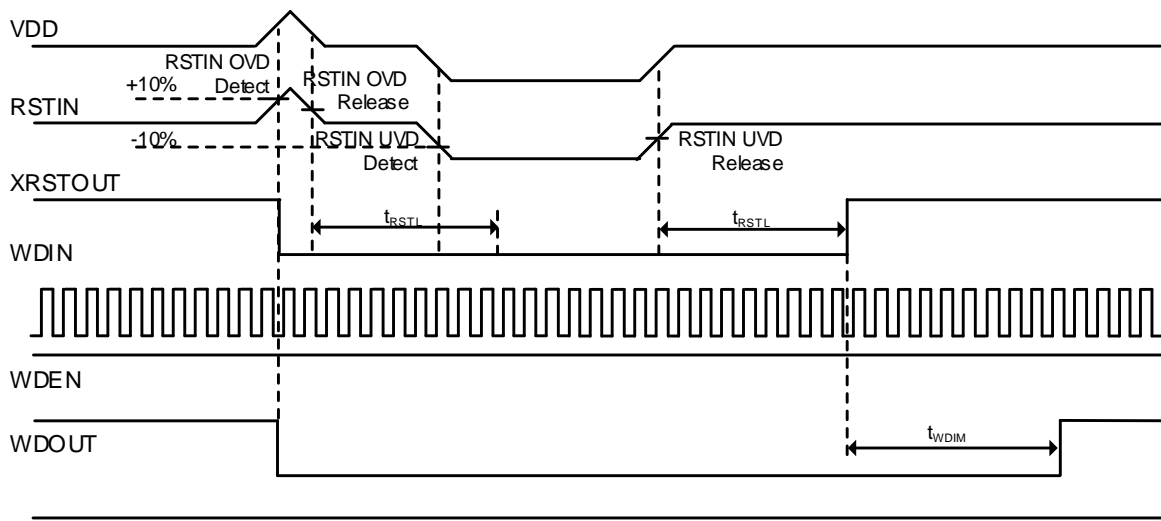 VDD
RSTIN OVD
Detect
+10%
RSTIN OVD
Release
RSTIN
-10%
RSTIN UVD
Detect
RSTIN UVD
Release
XRSTOUT
tRSTL
tRSTL
WDIN
WDEN
WDOUT
tWDIM